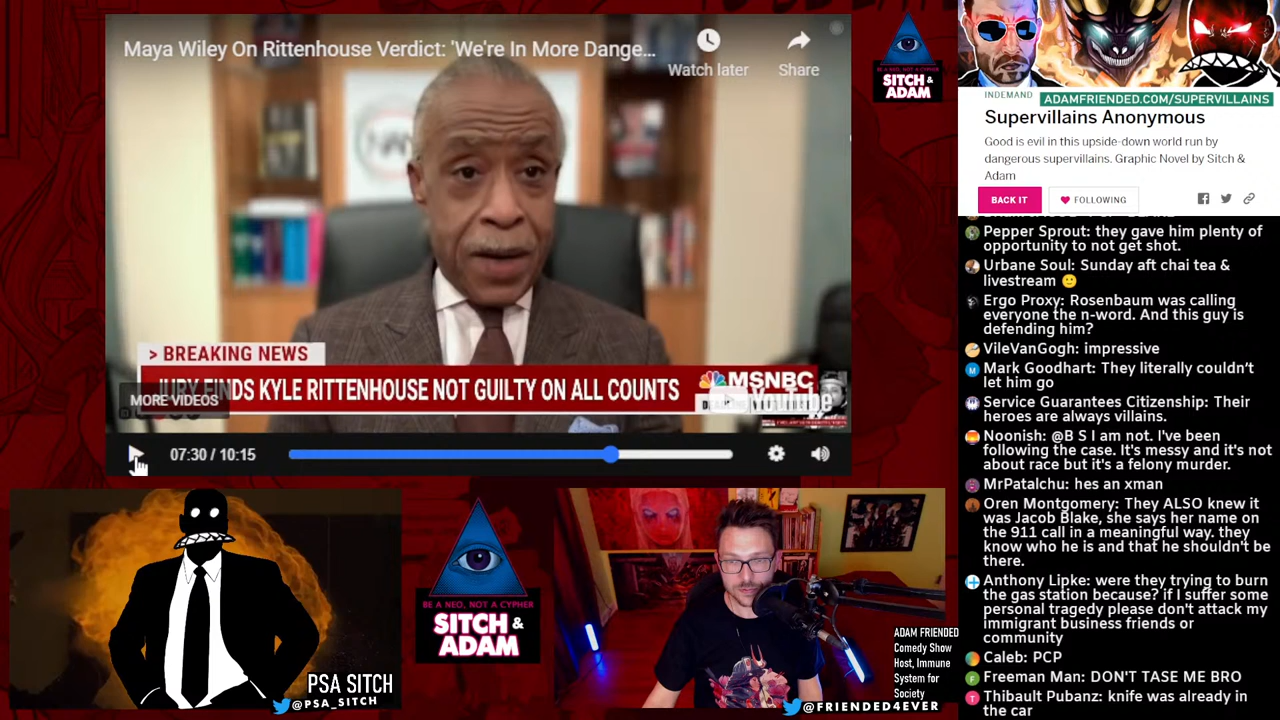 Maya Wiley On Rittenhouse Verdict: 'We're In More Dange...
Watch later
Share
> BREAKING NEWS
JURY FINDS KYLE RITTENHOUSE NOT GUILTY ON ALL COUNTS
MSNBC
MORE VIDEOS
YouTube
07:30 / 10:15
BE A NEO, NOT A CYPHER
SITCH &
ADAM
INDEMAND
ADAMFRIENDED.COM/SUPERVILLAINS
Supervillains Anonymous
Good is evil in this upside-down world run by
dangerous supervillains. Graphic Novel by Sitch &
Adam
BACK IT
FOLLOWING
Pepper Sprout: they gave him plenty of
opportunity to not get shot.
Urbane Soul: Sunday aft chai tea &
livestream 🙂
Ergo Proxy: Rosenbaum was calling
everyone the n-word. And this guy is
defending him?
VileVanGogh: impressive
Mark Goodhart: They literally couldn't
let him go
Service Guarantees Citizenship: Their
heroes are always villains.
Noonish: @B S I am not. I've been
following the case. It's messy and it's not
about race but it's a felony murder.
MrPatalchu: hes an xman
Oren Montgomery: They ALSO knew it
was Jacob Blake, she says her name on
the 911 call in a meaningful way. they
know who he is and that he shouldn't be
there.
Anthony Lipke: were they trying to burn
the gas station because? if i suffer some
personal tragedy please don't attack my
immigrant business friends or
community
Caleb: PCP
Freeman Man: DON'T TASE ME BRO
Thibault Pubanz: knife was already in
the car
PSA SITCH
@PSA_SITCH
BE A NEO, NOT A CYPHER
SITCH &
ADAM
ADAM FRIENDED
Comedy Show
Host, Immune
System for
Society
@FRIENDED4EVER